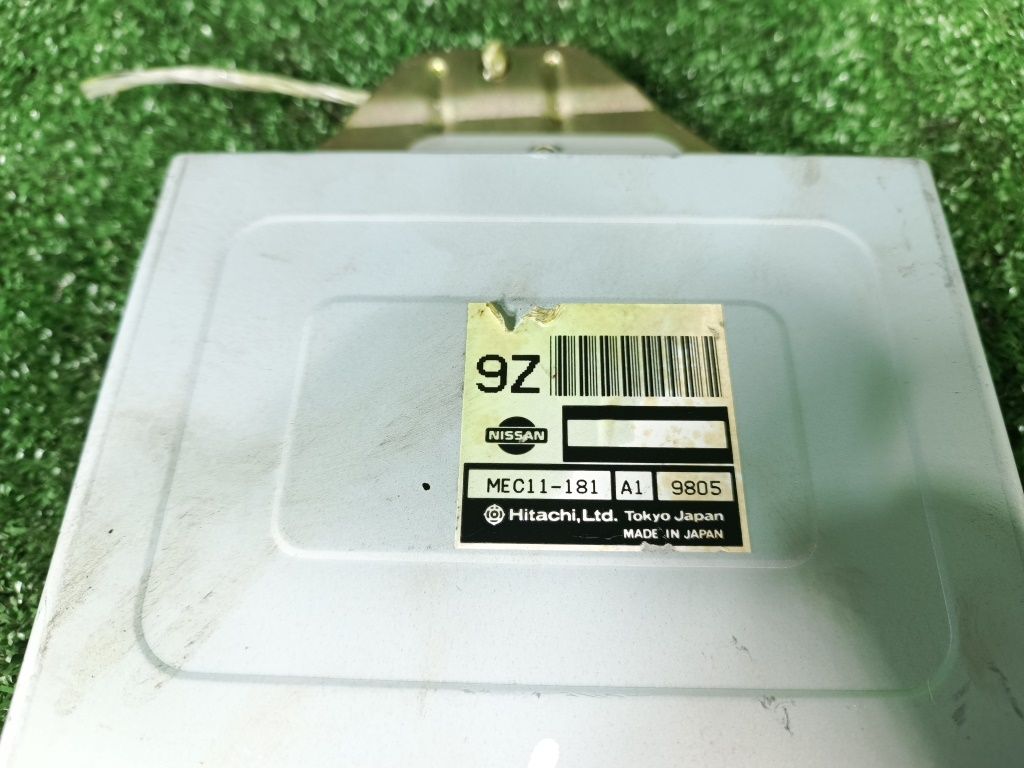 9Z
NISSAN
MEC11-181 A1 9805
Hitachi, Ltd. Tokyo Japan
MADE IN JAPAN